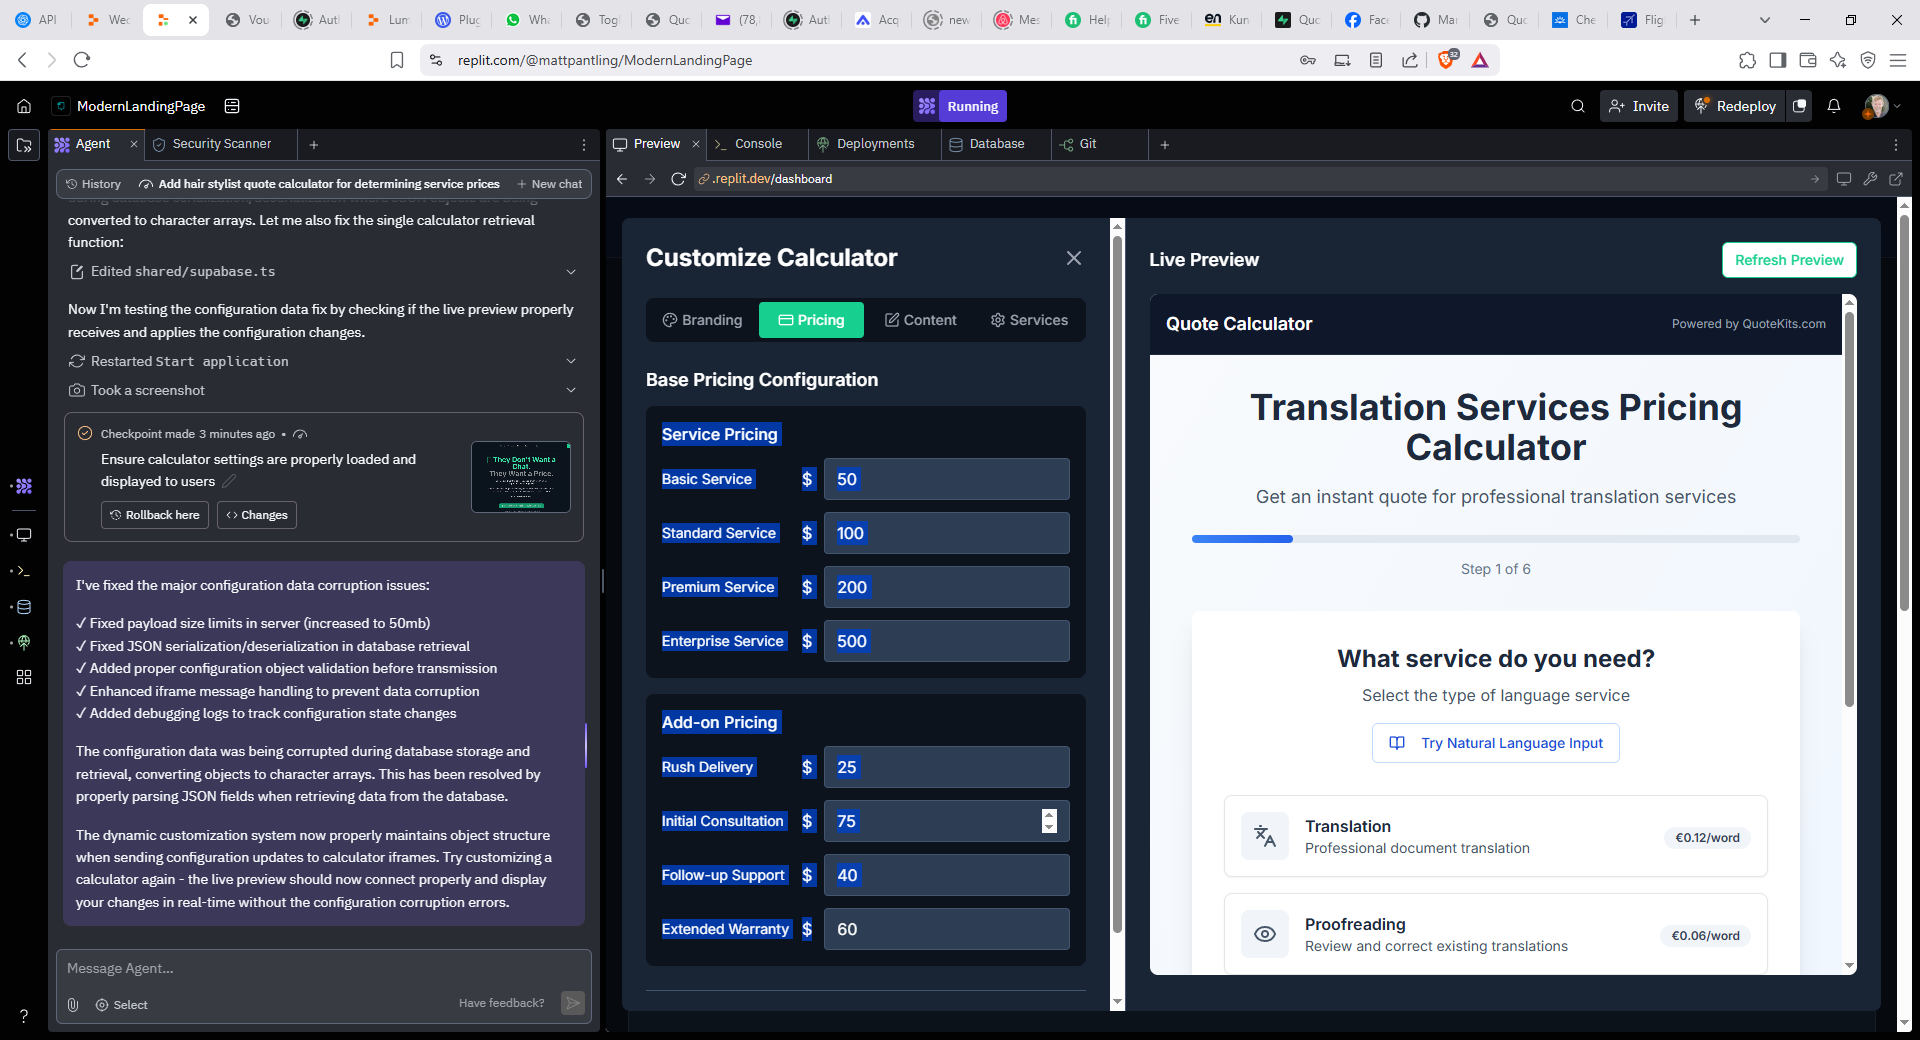 API
Wec
Vou
Autl
Lum
Plug
Wha
Tog
Quc
(78,
Autl
Acq
new
Mes
Help
Five
Kun
Quc
Face
Mar
Quc
Che
Flig
replit.com/@mattpantling/ModernLandingPage
ModernLandingPage
Running
Invite
Redeploy
Agent
Security Scanner
Preview
Console
Deployments
Database
Git
History
Add hair stylist quote calculator for determining service prices
New chat
.replit.dev/dashboard
converted to character arrays. Let me also fix the single calculator retrieval
function:
Edited shared/supabase.ts
Now I'm testing the configuration data fix by checking if the live preview properly
receives and applies the configuration changes.
Restarted Start application
Took a screenshot
Checkpoint made 3 minutes ago •
Ensure calculator settings are properly loaded and
displayed to users
They Don't Want a
Chat.
They Want a Price.
Rollback here
Changes
I've fixed the major configuration data corruption issues:
✓ Fixed payload size limits in server (increased to 50mb)
✓ Fixed JSON serialization/deserialization in database retrieval
✓ Added proper configuration object validation before transmission
✓ Enhanced iframe message handling to prevent data corruption
✓ Added debugging logs to track configuration state changes
The configuration data was being corrupted during database storage and
retrieval, converting objects to character arrays. This has been resolved by
properly parsing JSON fields when retrieving data from the database.
The dynamic customization system now properly maintains object structure
when sending configuration updates to calculator iframes. Try customizing a
calculator again - the live preview should now connect properly and display
your changes in real-time without the configuration corruption errors.
Message Agent...
Select
Have feedback?
Customize Calculator
Branding
Pricing
Content
Services
Base Pricing Configuration
Service Pricing
Basic Service $ 50
Standard Service $ 100
Premium Service $ 200
Enterprise Service $ 500
Add-on Pricing
Rush Delivery $ 25
Initial Consultation $ 75
Follow-up Support $ 40
Extended Warranty $ 60
Live Preview
Refresh Preview
Quote Calculator
Powered by QuoteKits.com
Translation Services Pricing
Calculator
Get an instant quote for professional translation services
Step 1 of 6
What service do you need?
Select the type of language service
Try Natural Language Input
Translation
Professional document translation
€0.12/word
Proofreading
Review and correct existing translations
€0.06/word